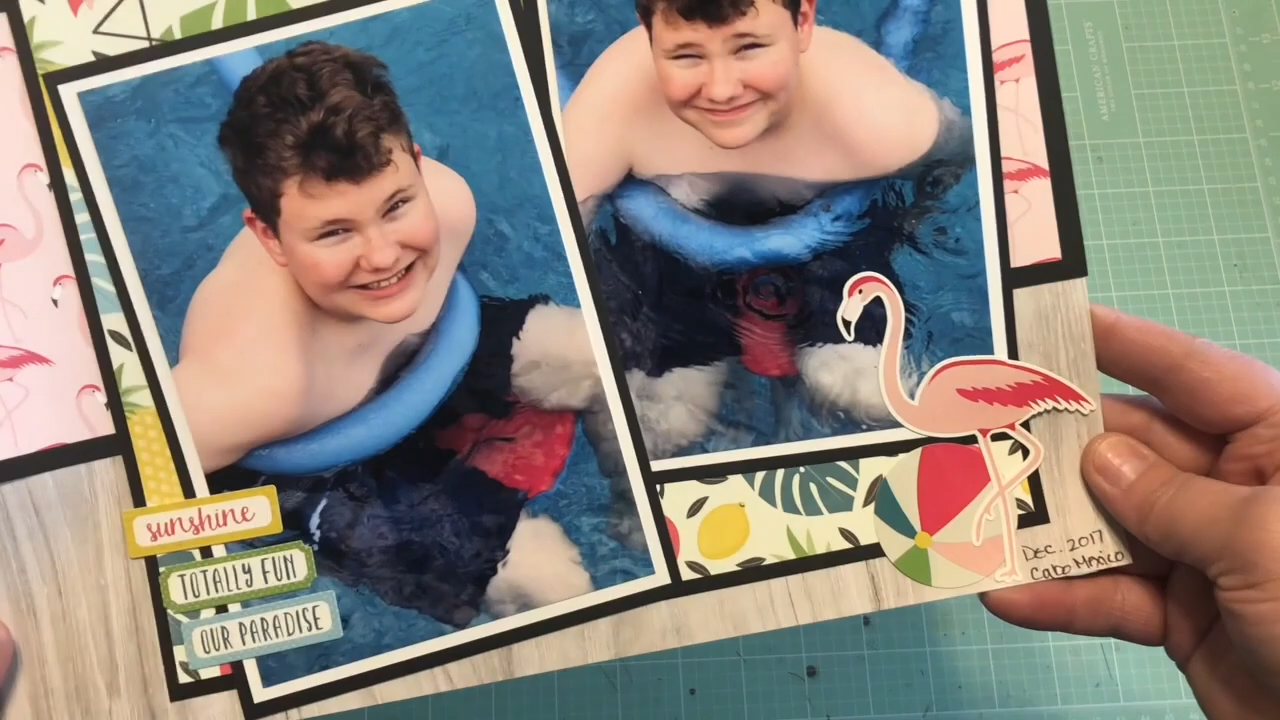 AMERICAN CRAFTS
sunshine
TOTALLY FUN
OUR PARADISE
DEC. 2017
Cabo Mexico